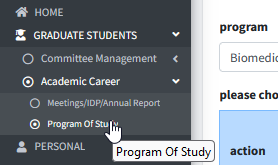 HOME
GRADUATE STUDENTS
Committee Management
Academic Career
Meetings/IDP/Annual Report
Program Of Study
PERSONAL
Program Of Study
program
Biomedic
please cho
action